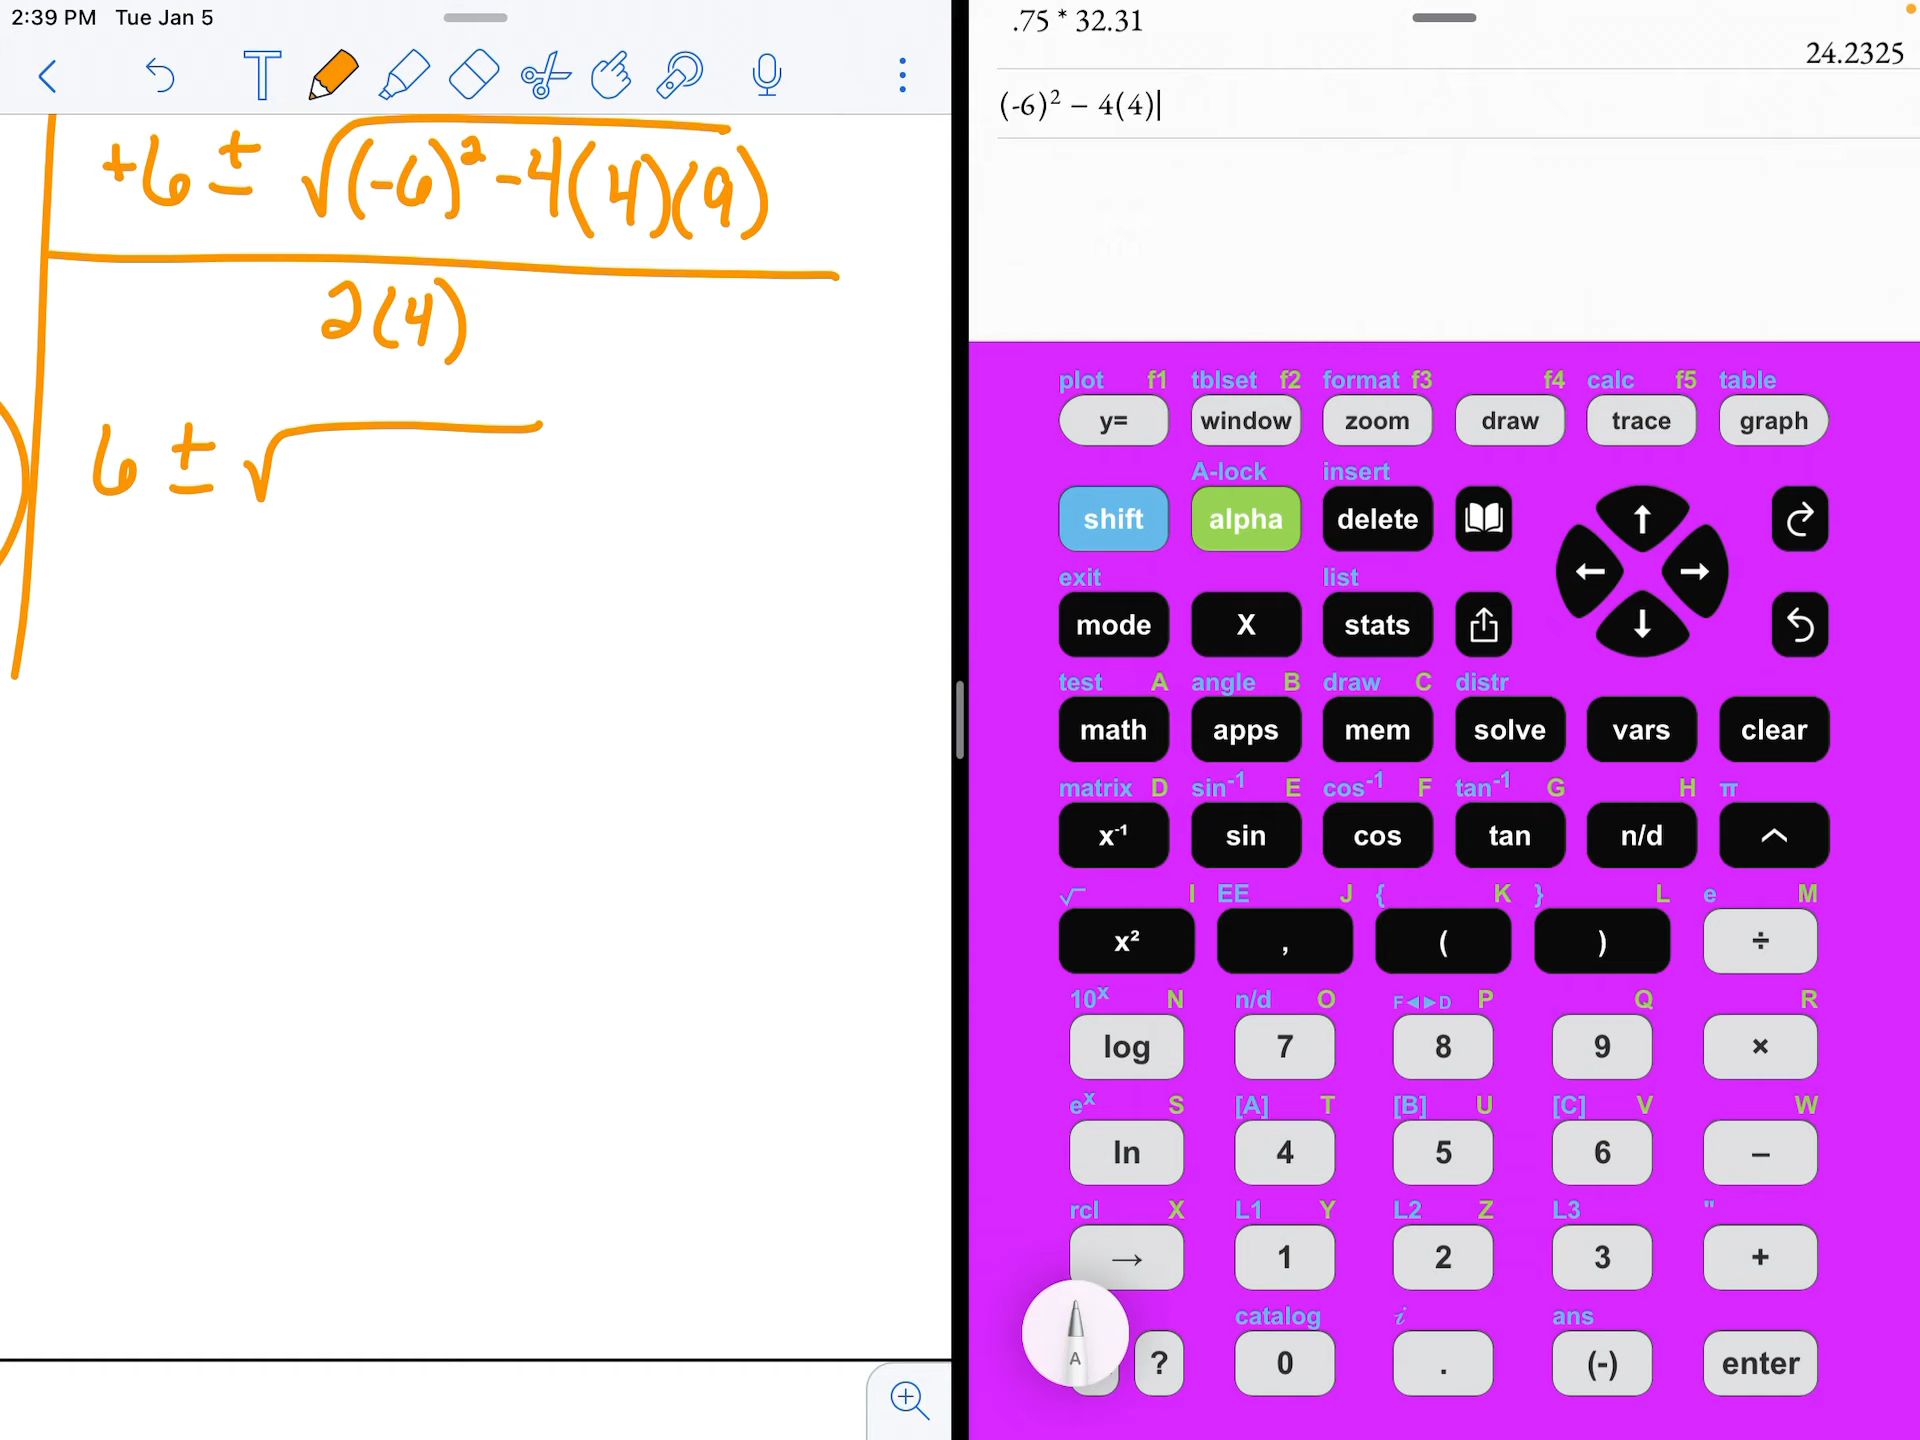 2:39 PM Tue Jan 5
T
+6 ± √(-6)² -4(4)(9)
2(4)
6 ± √
.75 * 32.31
24.2325
(-6)² − 4(4)
plot f1 tblset f2 format f3 f4 calc f5 table
y= window zoom draw trace graph
A-lock insert
shift alpha delete
exit list
mode X stats
test A angle B draw C distr
math apps mem solve vars clear
matrix D sin⁻¹ E cos⁻¹ F tan⁻¹ G H π
x⁻¹ sin cos tan n/d ^
√ I EE J { K } L e M
x² , ( ) ÷
10ˣ N n/d O F◄►D P Q R
log 7 8 9 ×
eˣ S [A] T [B] U [C] V W
ln 4 5 6 −
rcl X L1 Y L2 Z L3 "
→ 1 2 3 +
catalog i ans
A ? 0 . (-) enter